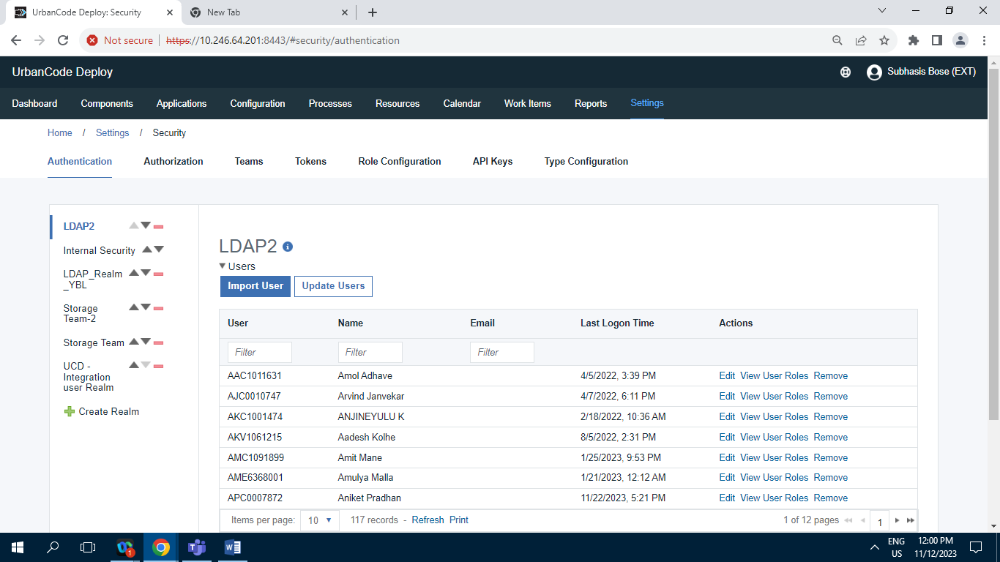 UrbanCode Deploy: Security
New Tab
Not secure
https://10.246.64.201:8443/#security/authentication
UrbanCode Deploy
Subhasis Bose (EXT)
Dashboard Components Applications Configuration Processes Resources Calendar Work Items Reports Settings
Home / Settings / Security
Authentication Authorization Teams Tokens Role Configuration API Keys Type Configuration
LDAP2
Internal Security
LDAP_Realm
_YBL
Storage
Team-2
Storage Team
UCD -
Integration
user Realm
Create Realm
LDAP2
Users
Import User Update Users
User Name Email Last Logon Time Actions
Filter Filter Filter
AAC1011631 Amol Adhave 4/5/2022, 3:39 PM Edit View User Roles Remove
AJC0010747 Arvind Janvekar 4/7/2022, 6:11 PM Edit View User Roles Remove
AKC1001474 ANJINEYULU K 2/18/2022, 10:36 AM Edit View User Roles Remove
AKV1061215 Aadesh Kolhe 8/5/2022, 2:31 PM Edit View User Roles Remove
AMC1091899 Amit Mane 1/25/2023, 9:53 PM Edit View User Roles Remove
AME6368001 Amulya Malla 1/21/2023, 12:12 AM Edit View User Roles Remove
APC0007872 Aniket Pradhan 11/22/2023, 5:21 PM Edit View User Roles Remove
Items per page: 10 117 records - Refresh Print 1 of 12 pages 1
1
ENG
US
12:00 PM
11/12/2023